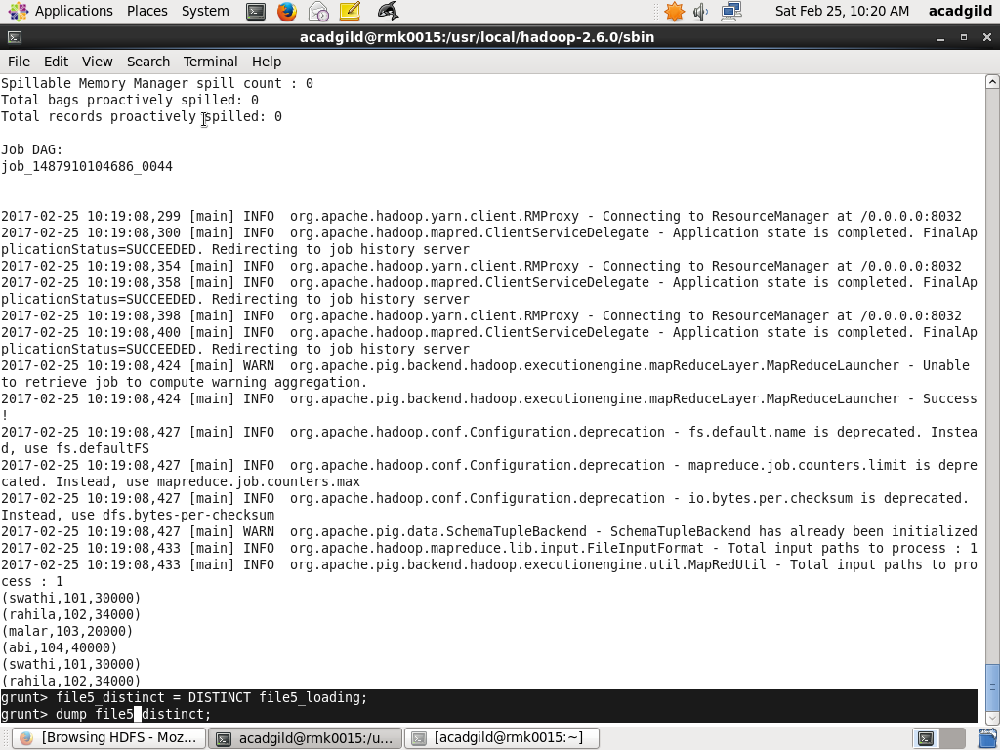 Applications Places System Sat Feb 25, 10:20 AM acadgild
acadgild@rmk0015:/usr/local/hadoop-2.6.0/sbin
File Edit View Search Terminal Help
Spillable Memory Manager spill count : 0
Total bags proactively spilled: 0
Total records proactively spilled: 0
Job DAG:
job_1487910104686_0044
2017-02-25 10:19:08,299 [main] INFO  org.apache.hadoop.yarn.client.RMProxy - Connecting to ResourceManager at /0.0.0.0:8032
2017-02-25 10:19:08,300 [main] INFO  org.apache.hadoop.mapred.ClientServiceDelegate - Application state is completed. FinalAp
plicationStatus=SUCCEEDED. Redirecting to job history server
2017-02-25 10:19:08,354 [main] INFO  org.apache.hadoop.yarn.client.RMProxy - Connecting to ResourceManager at /0.0.0.0:8032
2017-02-25 10:19:08,358 [main] INFO  org.apache.hadoop.mapred.ClientServiceDelegate - Application state is completed. FinalAp
plicationStatus=SUCCEEDED. Redirecting to job history server
2017-02-25 10:19:08,398 [main] INFO  org.apache.hadoop.yarn.client.RMProxy - Connecting to ResourceManager at /0.0.0.0:8032
2017-02-25 10:19:08,400 [main] INFO  org.apache.hadoop.mapred.ClientServiceDelegate - Application state is completed. FinalAp
plicationStatus=SUCCEEDED. Redirecting to job history server
2017-02-25 10:19:08,424 [main] WARN  org.apache.pig.backend.hadoop.executionengine.mapReduceLayer.MapReduceLauncher - Unable
to retrieve job to compute warning aggregation.
2017-02-25 10:19:08,424 [main] INFO  org.apache.pig.backend.hadoop.executionengine.mapReduceLayer.MapReduceLauncher - Success
!
2017-02-25 10:19:08,427 [main] INFO  org.apache.hadoop.conf.Configuration.deprecation - fs.default.name is deprecated. Instea
d, use fs.defaultFS
2017-02-25 10:19:08,427 [main] INFO  org.apache.hadoop.conf.Configuration.deprecation - mapreduce.job.counters.limit is depre
cated. Instead, use mapreduce.job.counters.max
2017-02-25 10:19:08,427 [main] INFO  org.apache.hadoop.conf.Configuration.deprecation - io.bytes.per.checksum is deprecated.
Instead, use dfs.bytes-per-checksum
2017-02-25 10:19:08,427 [main] WARN  org.apache.pig.data.SchemaTupleBackend - SchemaTupleBackend has already been initialized
2017-02-25 10:19:08,433 [main] INFO  org.apache.hadoop.mapreduce.lib.input.FileInputFormat - Total input paths to process : 1
2017-02-25 10:19:08,433 [main] INFO  org.apache.pig.backend.hadoop.executionengine.util.MapRedUtil - Total input paths to pro
cess : 1
(swathi,101,30000)
(rahila,102,34000)
(malar,103,20000)
(abi,104,40000)
(swathi,101,30000)
(rahila,102,34000)
grunt> file5_distinct = DISTINCT file5_loading;
grunt> dump file5 distinct;
[Browsing HDFS - Moz... acadgild@rmk0015:/u... [acadgild@rmk0015:~]